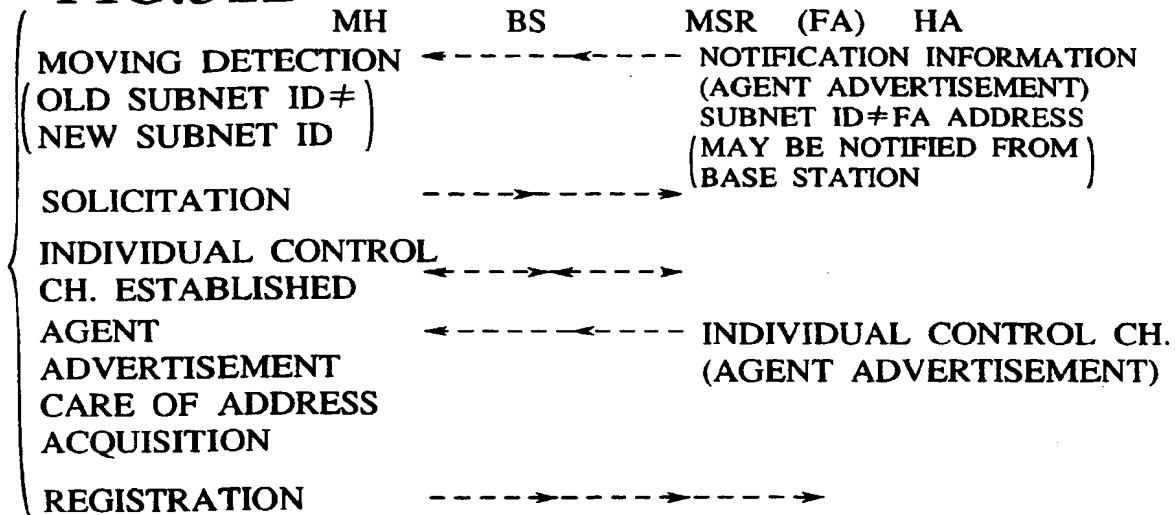 MH BS MSR (FA) HA
MOVING DETECTION NOTIFICATION INFORMATION
(OLD SUBNET ID≠ (AGENT ADVERTISEMENT)
NEW SUBNET ID) SUBNET ID≠FA ADDRESS
(MAY BE NOTIFIED FROM
BASE STATION)
SOLICITATION
INDIVIDUAL CONTROL
CH. ESTABLISHED
AGENT INDIVIDUAL CONTROL CH.
ADVERTISEMENT (AGENT ADVERTISEMENT)
CARE OF ADDRESS
ACQUISITION
REGISTRATION